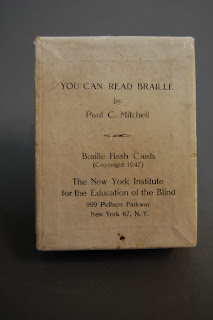 YOU CAN READ BRAILLE
by
Paul C. Mitchell
Braille Flash Cards
(Copyright 1947)
The New York Institute
for the Education of the Blind
999 Pelham Parkway
New York 67, N. Y.